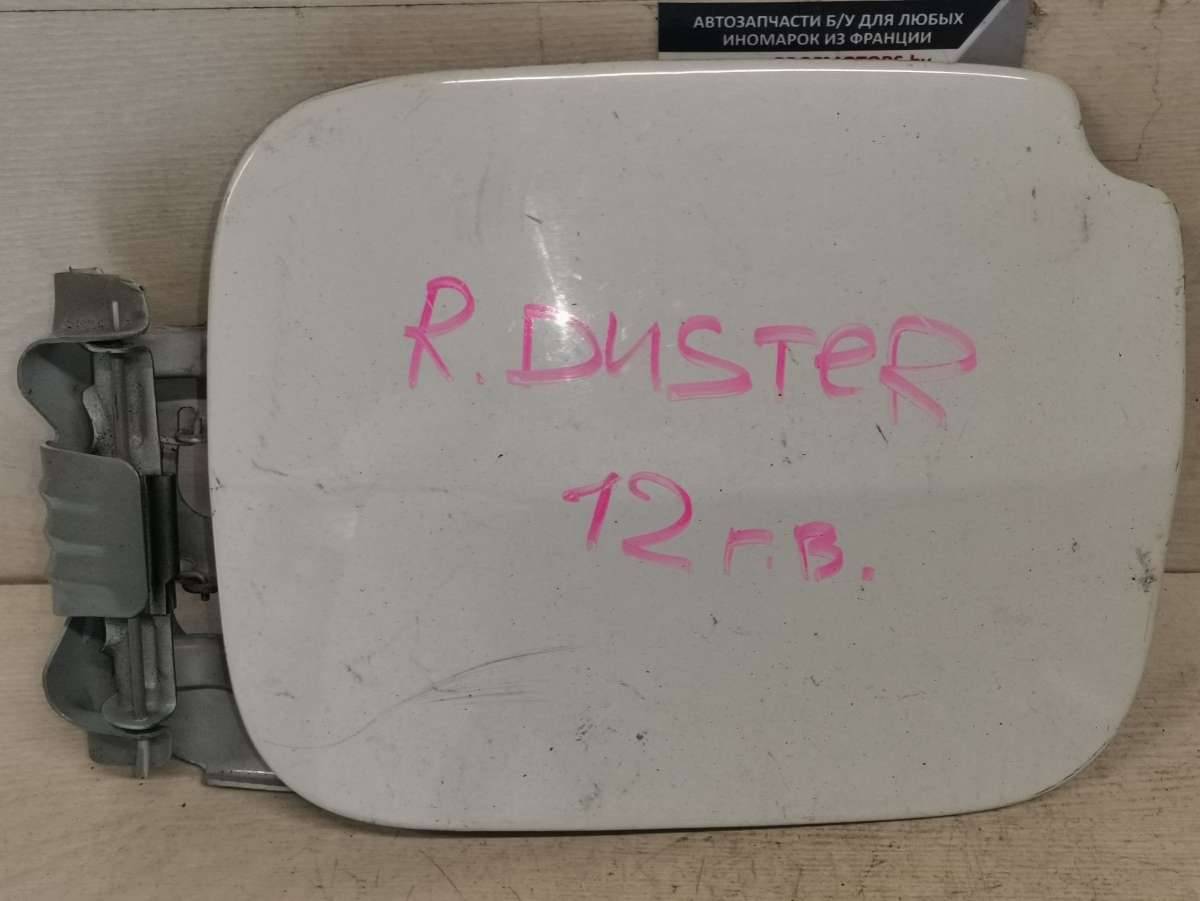 АВТОЗАПЧАСТИ Б/У ДЛЯ ЛЮБЫХ
ИНОМАРОК ИЗ ФРАНЦИИ
R. DUSTER
12 г.в.